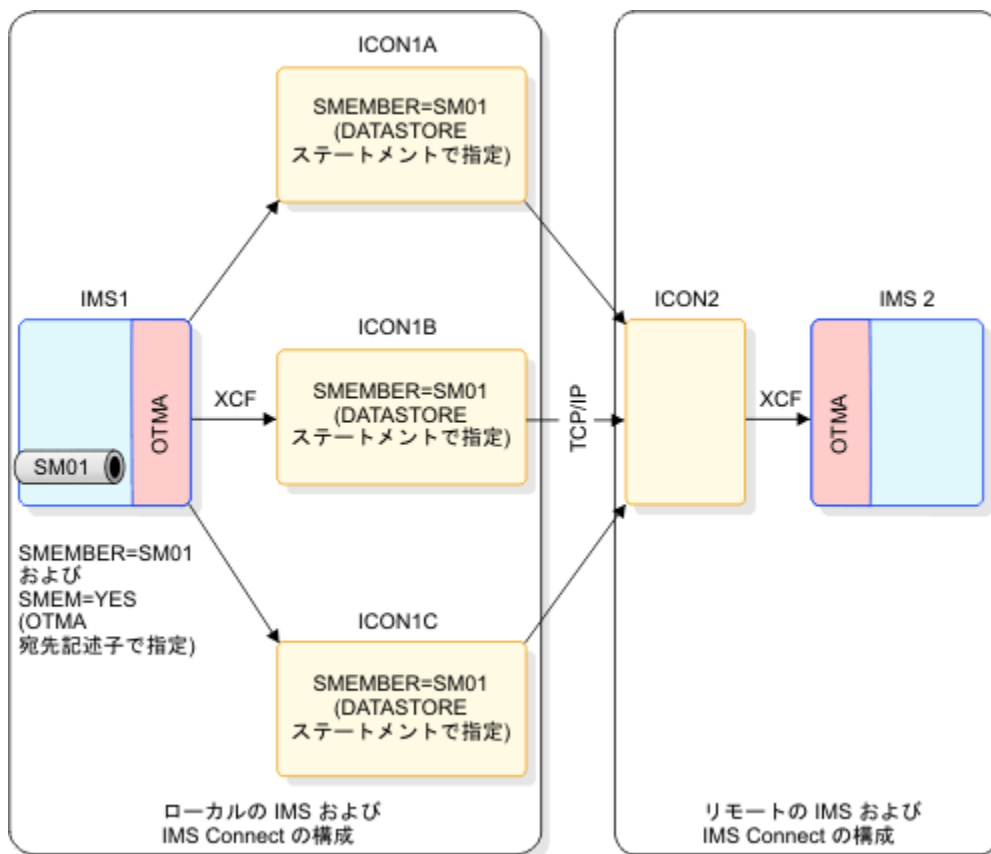 ICON1A
SMEMBER=SM01
(DATASTORE
ステートメントで指定)
IMS1
OTMA
SM01
SMEMBER=SM01
および
SMEM=YES
(OTMA
宛先記述子で指定)
XCF
ICON1B
SMEMBER=SM01
(DATASTORE
ステートメントで指定)
ICON1C
SMEMBER=SM01
(DATASTORE
ステートメントで指定)
ローカルの IMS および
IMS Connect の構成
TCP/IP
ICON2
XCF
IMS 2
OTMA
リモートの IMS および
IMS Connect の構成